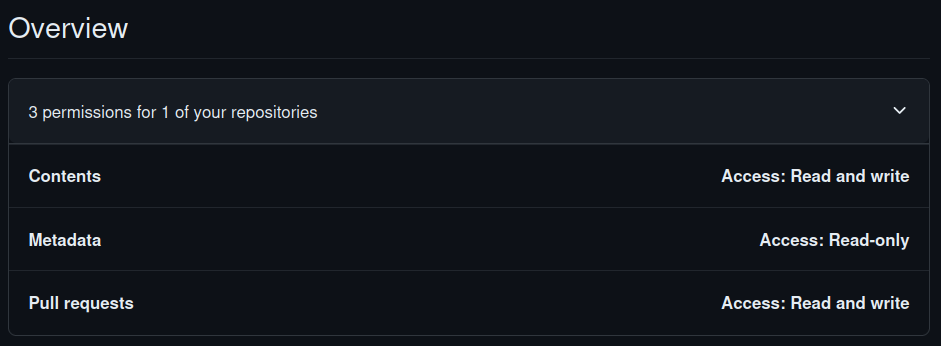 Overview
3 permissions for 1 of your repositories
Contents Access: Read and write
Metadata Access: Read-only
Pull requests Access: Read and write